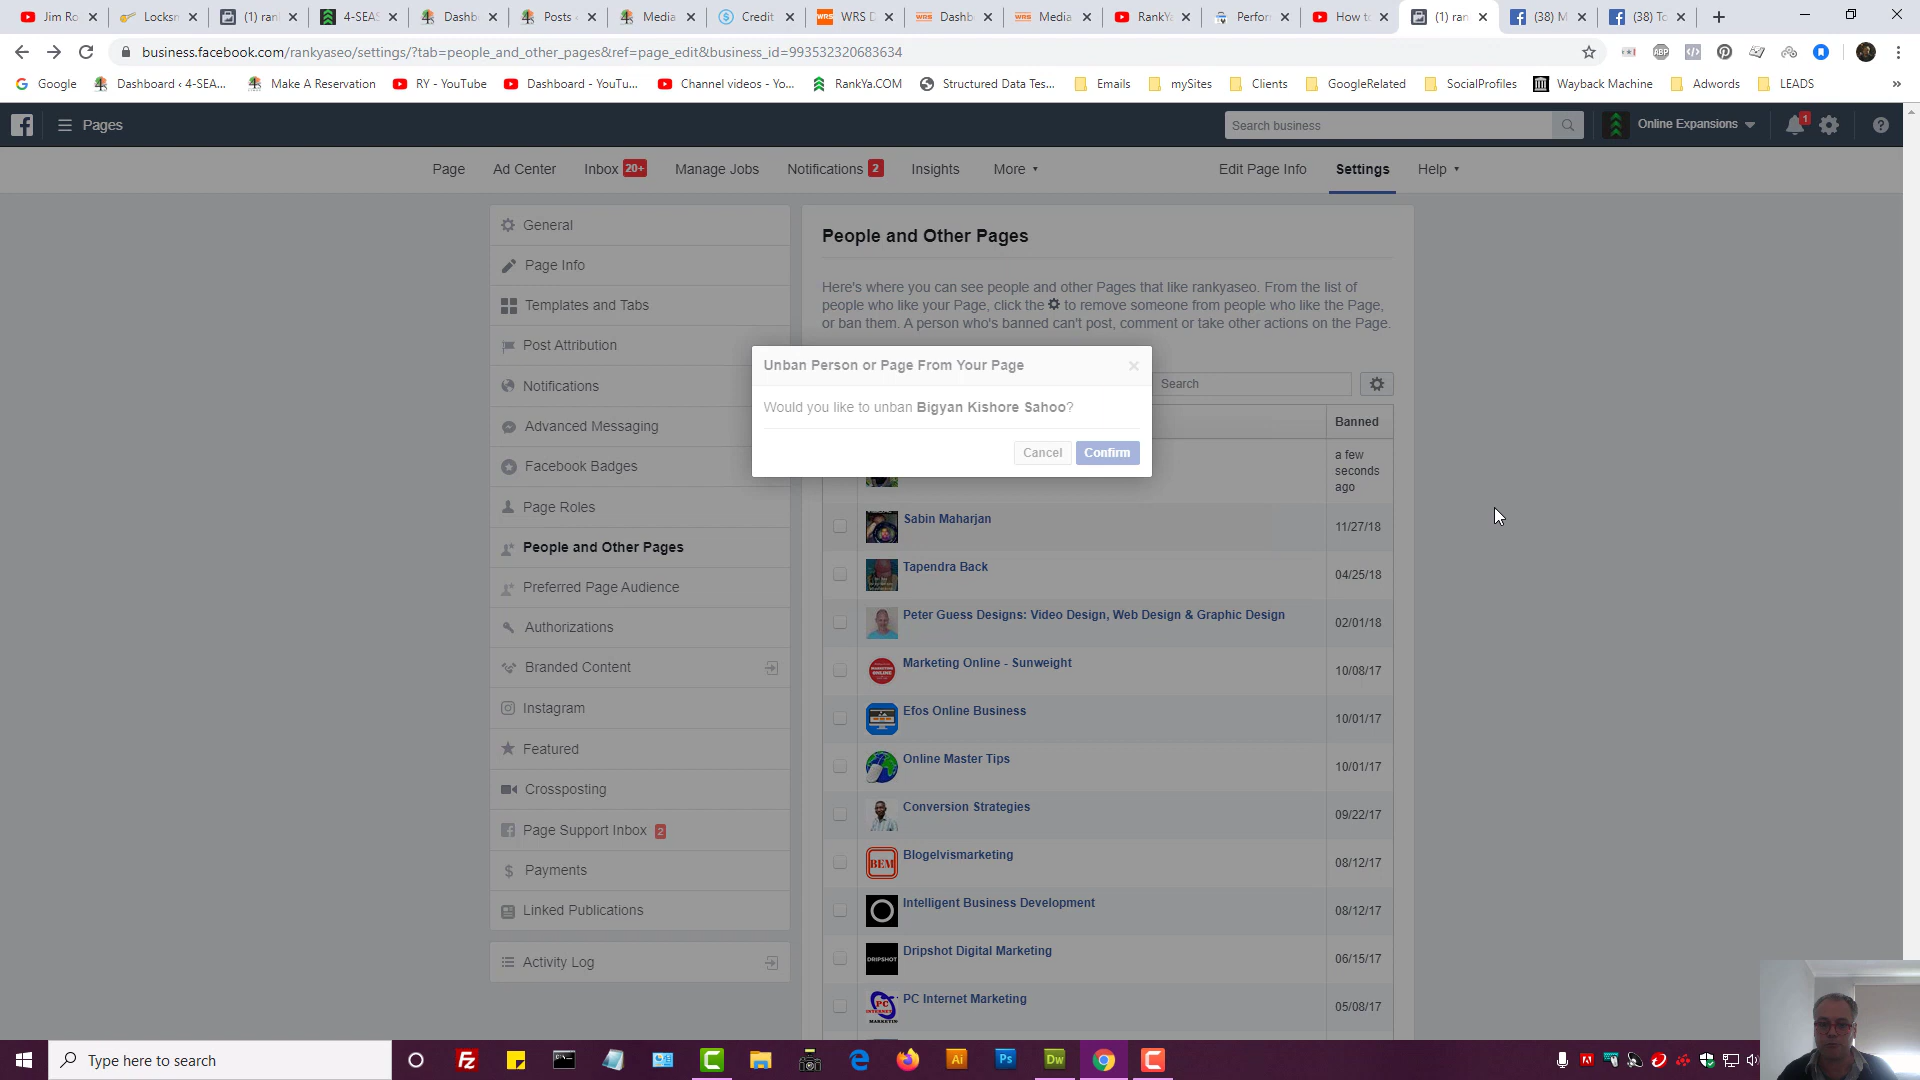 Jim Ro
Locksm
(1) ran
4-SEAS
Dashb
Posts
Media
Credit
WRS D
Dashb
Media
RankYa
Perform
How to
(1) ran
(38) M
(38) To
business.facebook.com/rankyaseo/settings/?tab=people_and_other_pages&ref=page_edit&business_id=993532320683634
ABP
Google
Dashboard ‹ 4-SEA...
Make A Reservation
RY - YouTube
Dashboard - YouTu...
Channel videos - Yo...
RankYa.COM
Structured Data Tes...
Emails
mySites
Clients
GoogleRelated
SocialProfiles
Wayback Machine
Adwords
LEADS
Pages
Search business
Online Expansions
1
Page
Ad Center
Inbox 20+
Manage Jobs
Notifications 2
Insights
More
Edit Page Info
Settings
Help
General
Page Info
Templates and Tabs
Post Attribution
Notifications
Advanced Messaging
Facebook Badges
Page Roles
People and Other Pages
Preferred Page Audience
Authorizations
Branded Content
Instagram
Featured
Crossposting
Page Support Inbox 2
Payments
Linked Publications
Activity Log
People and Other Pages
Here's where you can see people and other Pages that like rankyaseo. From the list of
people who like your Page, click the to remove someone from people who like the Page,
or ban them. A person who's banned can't post, comment or take other actions on the Page.
Search
Unban Person or Page From Your Page
Would you like to unban Bigyan Kishore Sahoo?
Cancel
Confirm
Banned
a few
seconds
ago
Sabin Maharjan
11/27/18
Tapendra Back
04/25/18
Peter Guess Designs: Video Design, Web Design & Graphic Design
02/01/18
Marketing Online - Sunweight
10/08/17
Efos Online Business
10/01/17
Online Master Tips
10/01/17
Conversion Strategies
09/22/17
BEM
Blogelvismarketing
08/12/17
Intelligent Business Development
08/12/17
DRIPSHOT
Dripshot Digital Marketing
06/15/17
PC
PC Internet Marketing
05/08/17
Type here to search
Fz
Ai
Ps
Dw